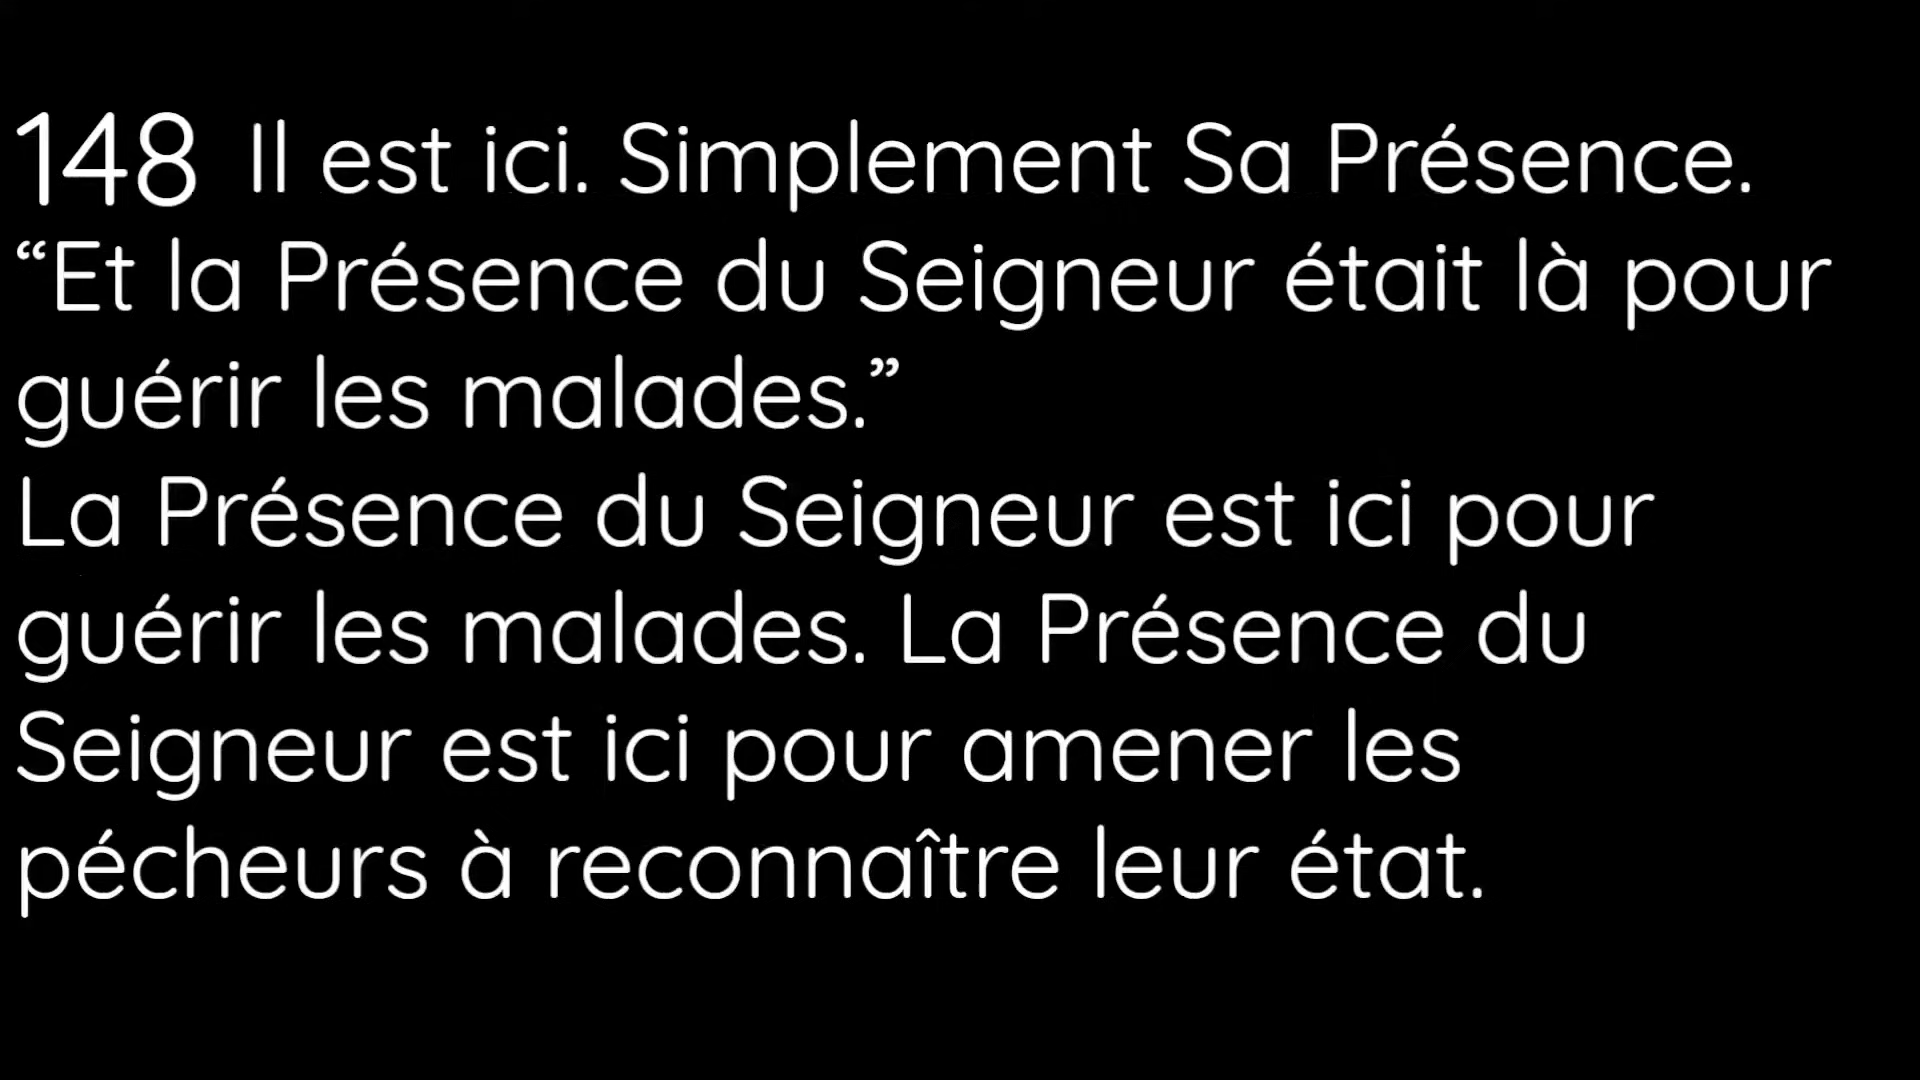 148 Il est ici. Simplement Sa Présence.
“Et la Présence du Seigneur était là pour
guérir les malades.”
La Présence du Seigneur est ici pour
guérir les malades. La Présence du
Seigneur est ici pour amener les
pécheurs à reconnaître leur état.